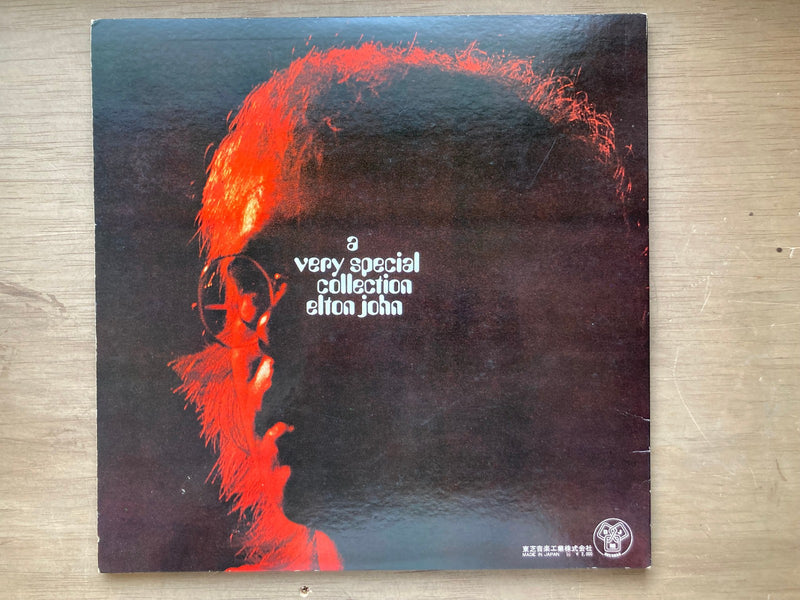 a
very special
collection
elton john
東芝音楽工業株式会社
MADE IN JAPAN